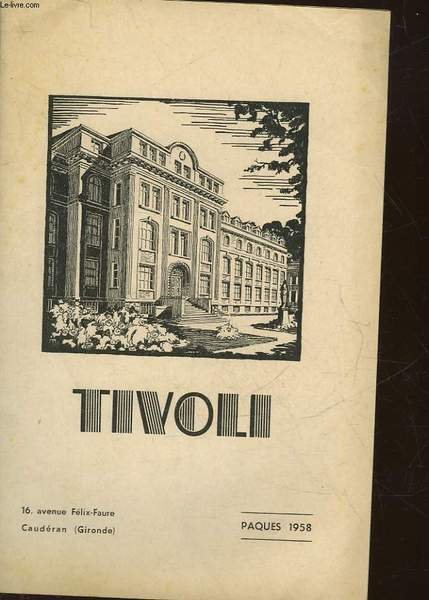 Le-livre.com
TIVOLI
16, avenue Félix-Faure
Caudéran (Gironde)
PAQUES 1958